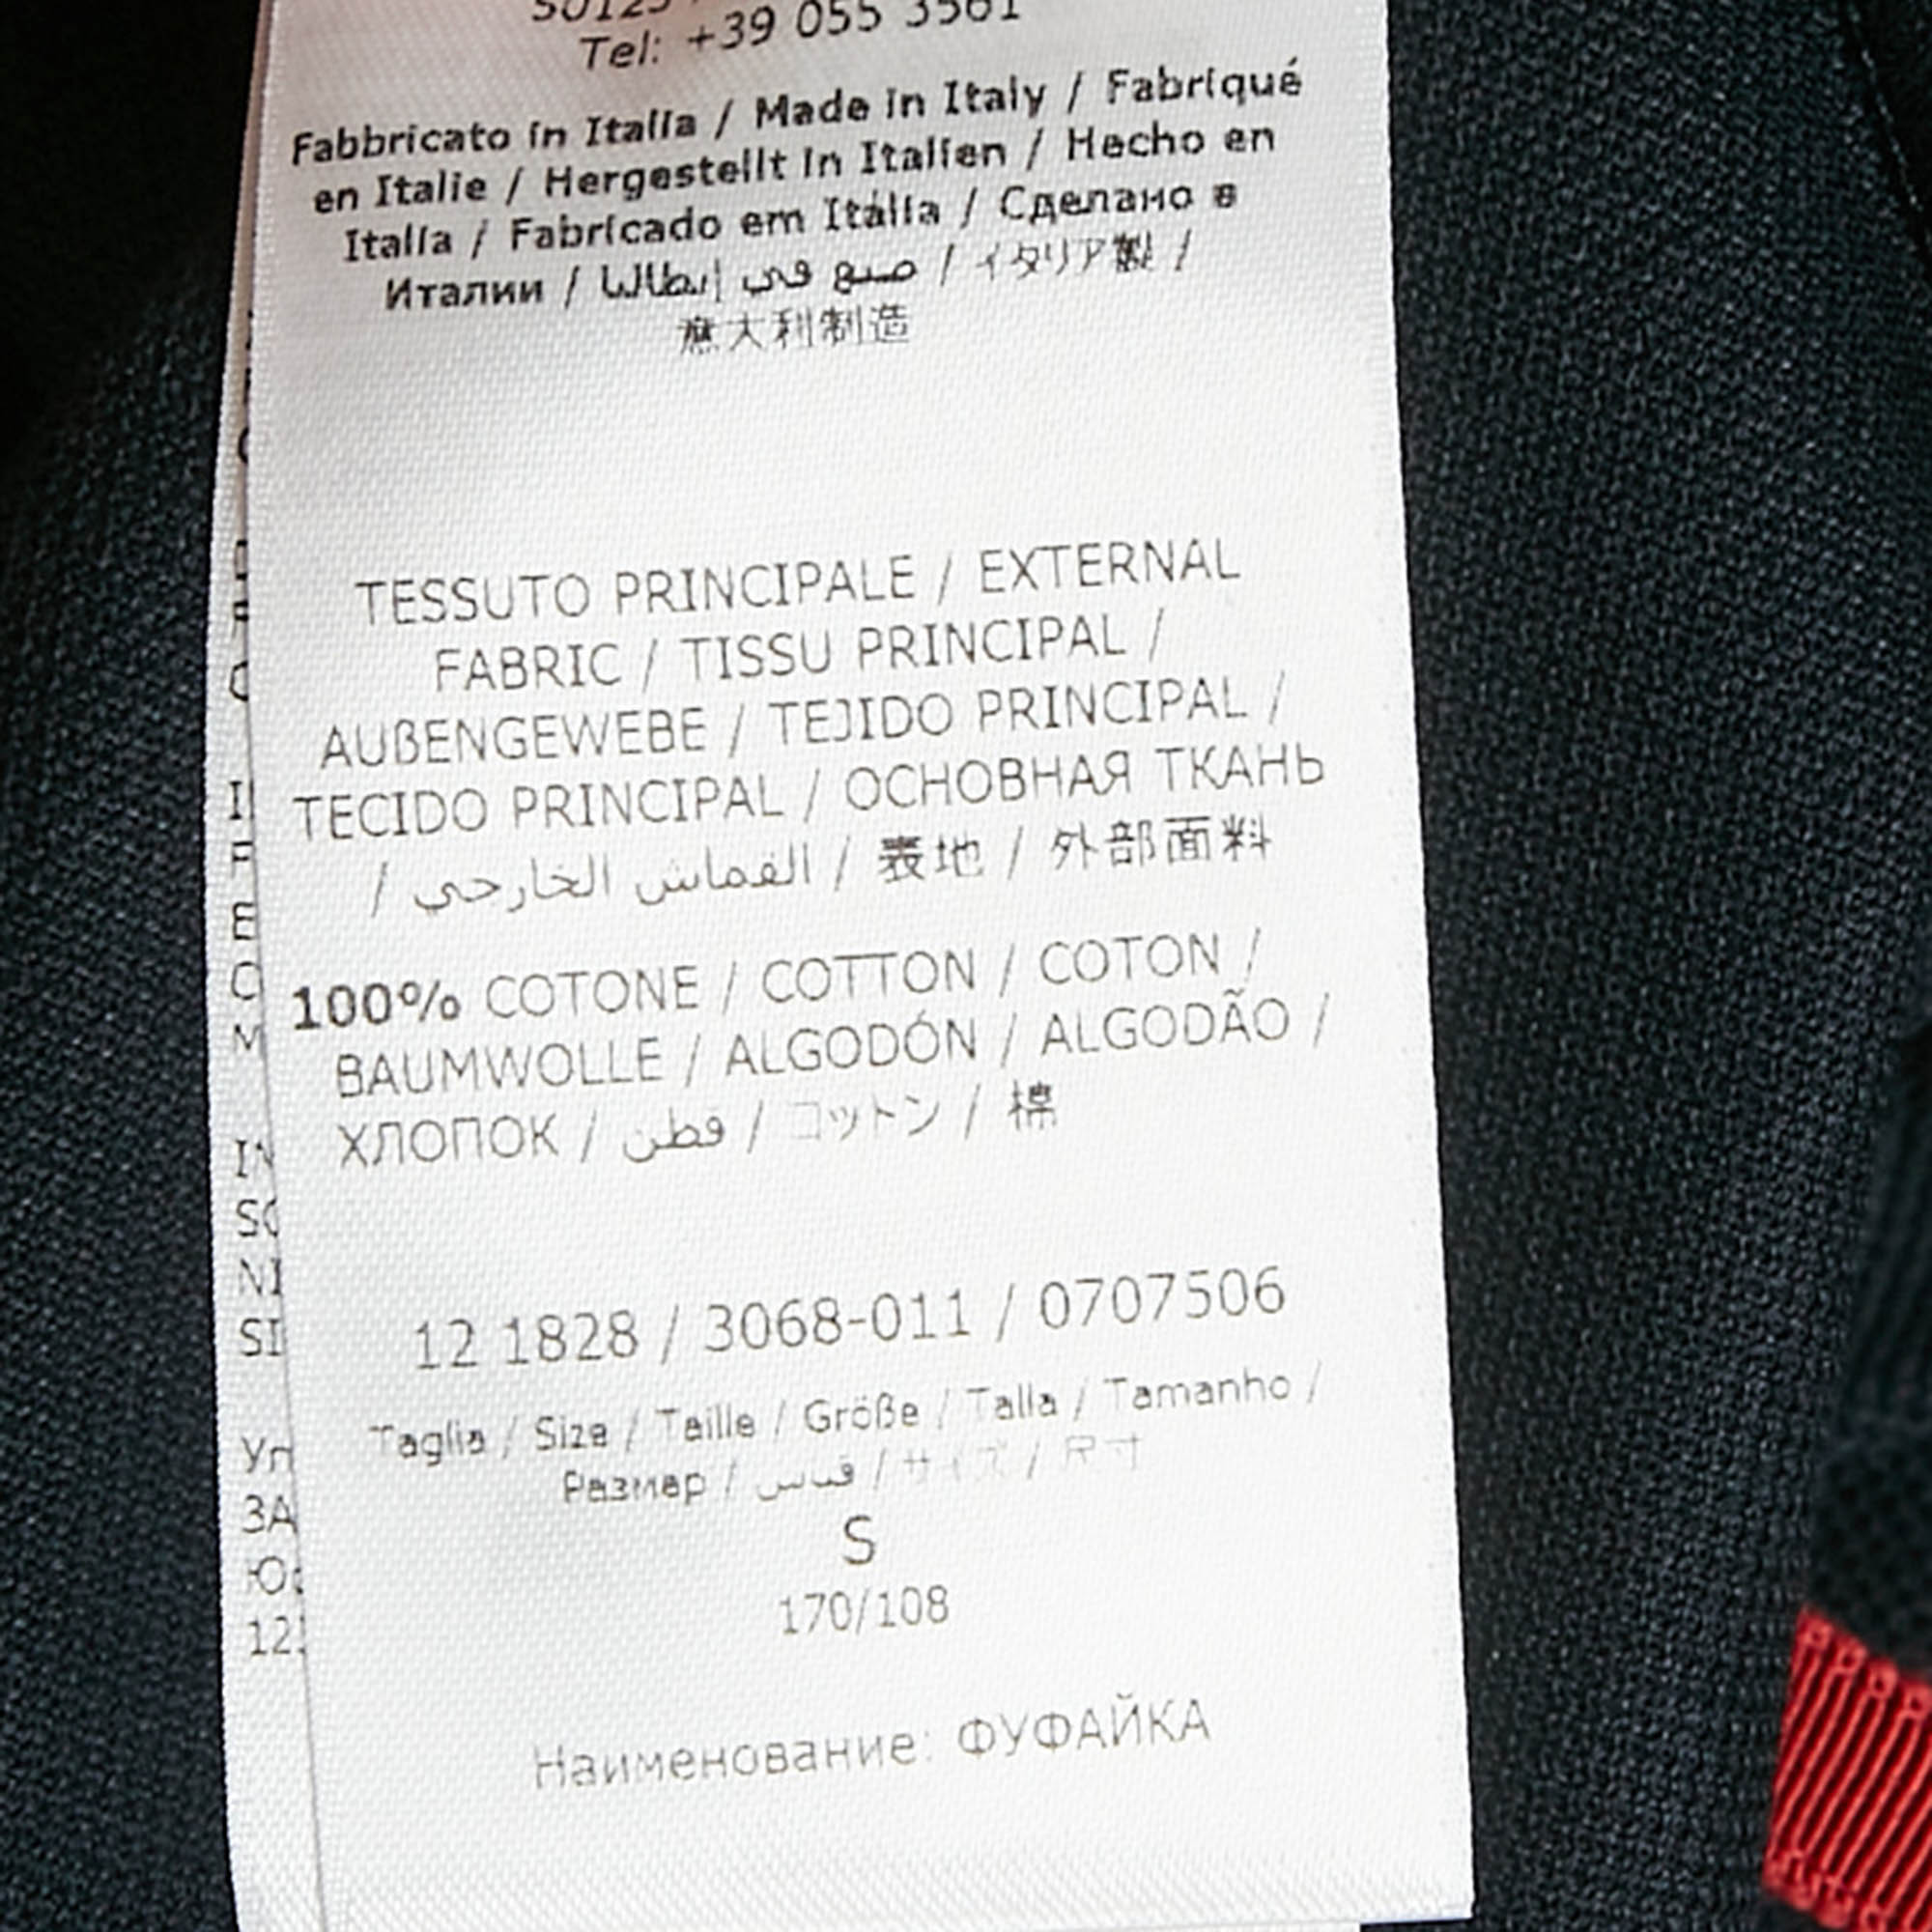 Tel: +39 055 3561
Fabbricato in Italia / Made in Italy / Fabriqué
en Italie / Hergestellt in Italien / Hecho en
Italia / Fabricado em Itália / Сделано в
Италии / صنع في إيطاليا / イタリア製 /
意大利制造
TESSUTO PRINCIPALE / EXTERNAL
FABRIC / TISSU PRINCIPAL /
AUßENGEWEBE / TEJIDO PRINCIPAL /
TECIDO PRINCIPAL / ОСНОВНАЯ ТКАНЬ
/ القماش الخارجي / 表地 / 外部面料
100% COTONE / COTTON / COTON /
BAUMWOLLE / ALGODÓN / ALGODÃO /
ХЛОПОК / قطن / コットン / 棉
12 1828 / 3068-011 / 0707506
Taglia / Size / Taille / Größe / Talla / Tamanho /
Размер / قياس / サイズ / 尺寸
S
170/108
Наименование: ФУФАЙКА